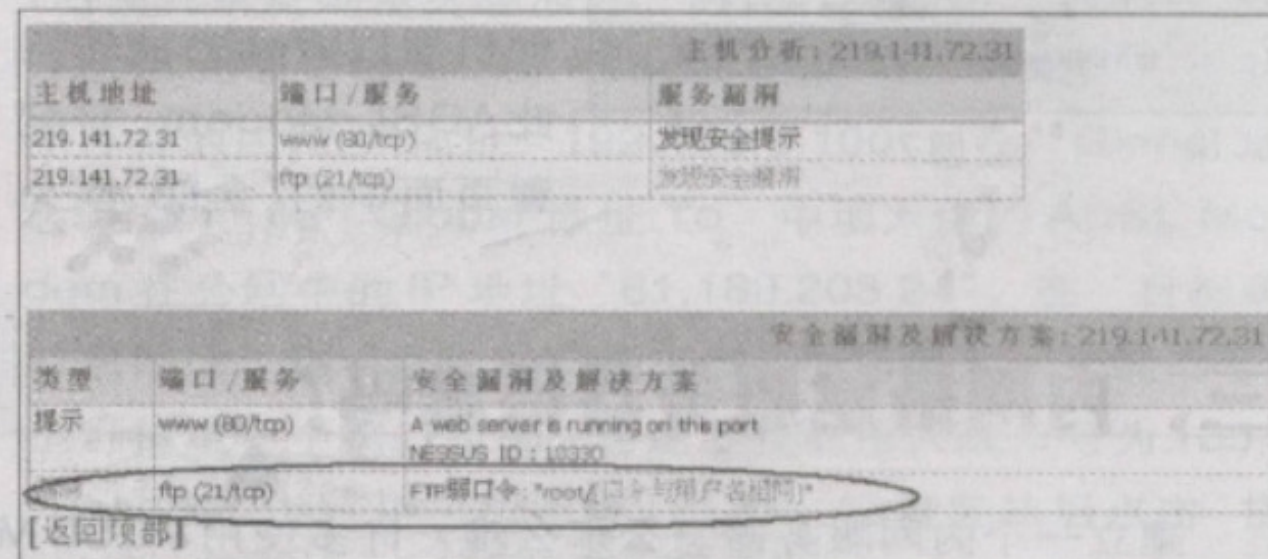 主机分析: 219.141.72.31
主机地址 端口/服务 服务漏洞
219.141.72.31 www (80/tcp) 发现安全提示
219.141.72.31 ftp (21/tcp) 发现安全漏洞
安全漏洞及解决方案: 219.141.72.31
类型 端口/服务 安全漏洞及解决方案
提示 www (80/tcp) A web server is running on this port
NESSUS ID : 10330
漏洞 ftp (21/tcp) FTP弱口令: "root/[口令与用户名相同]"
[返回顶部]